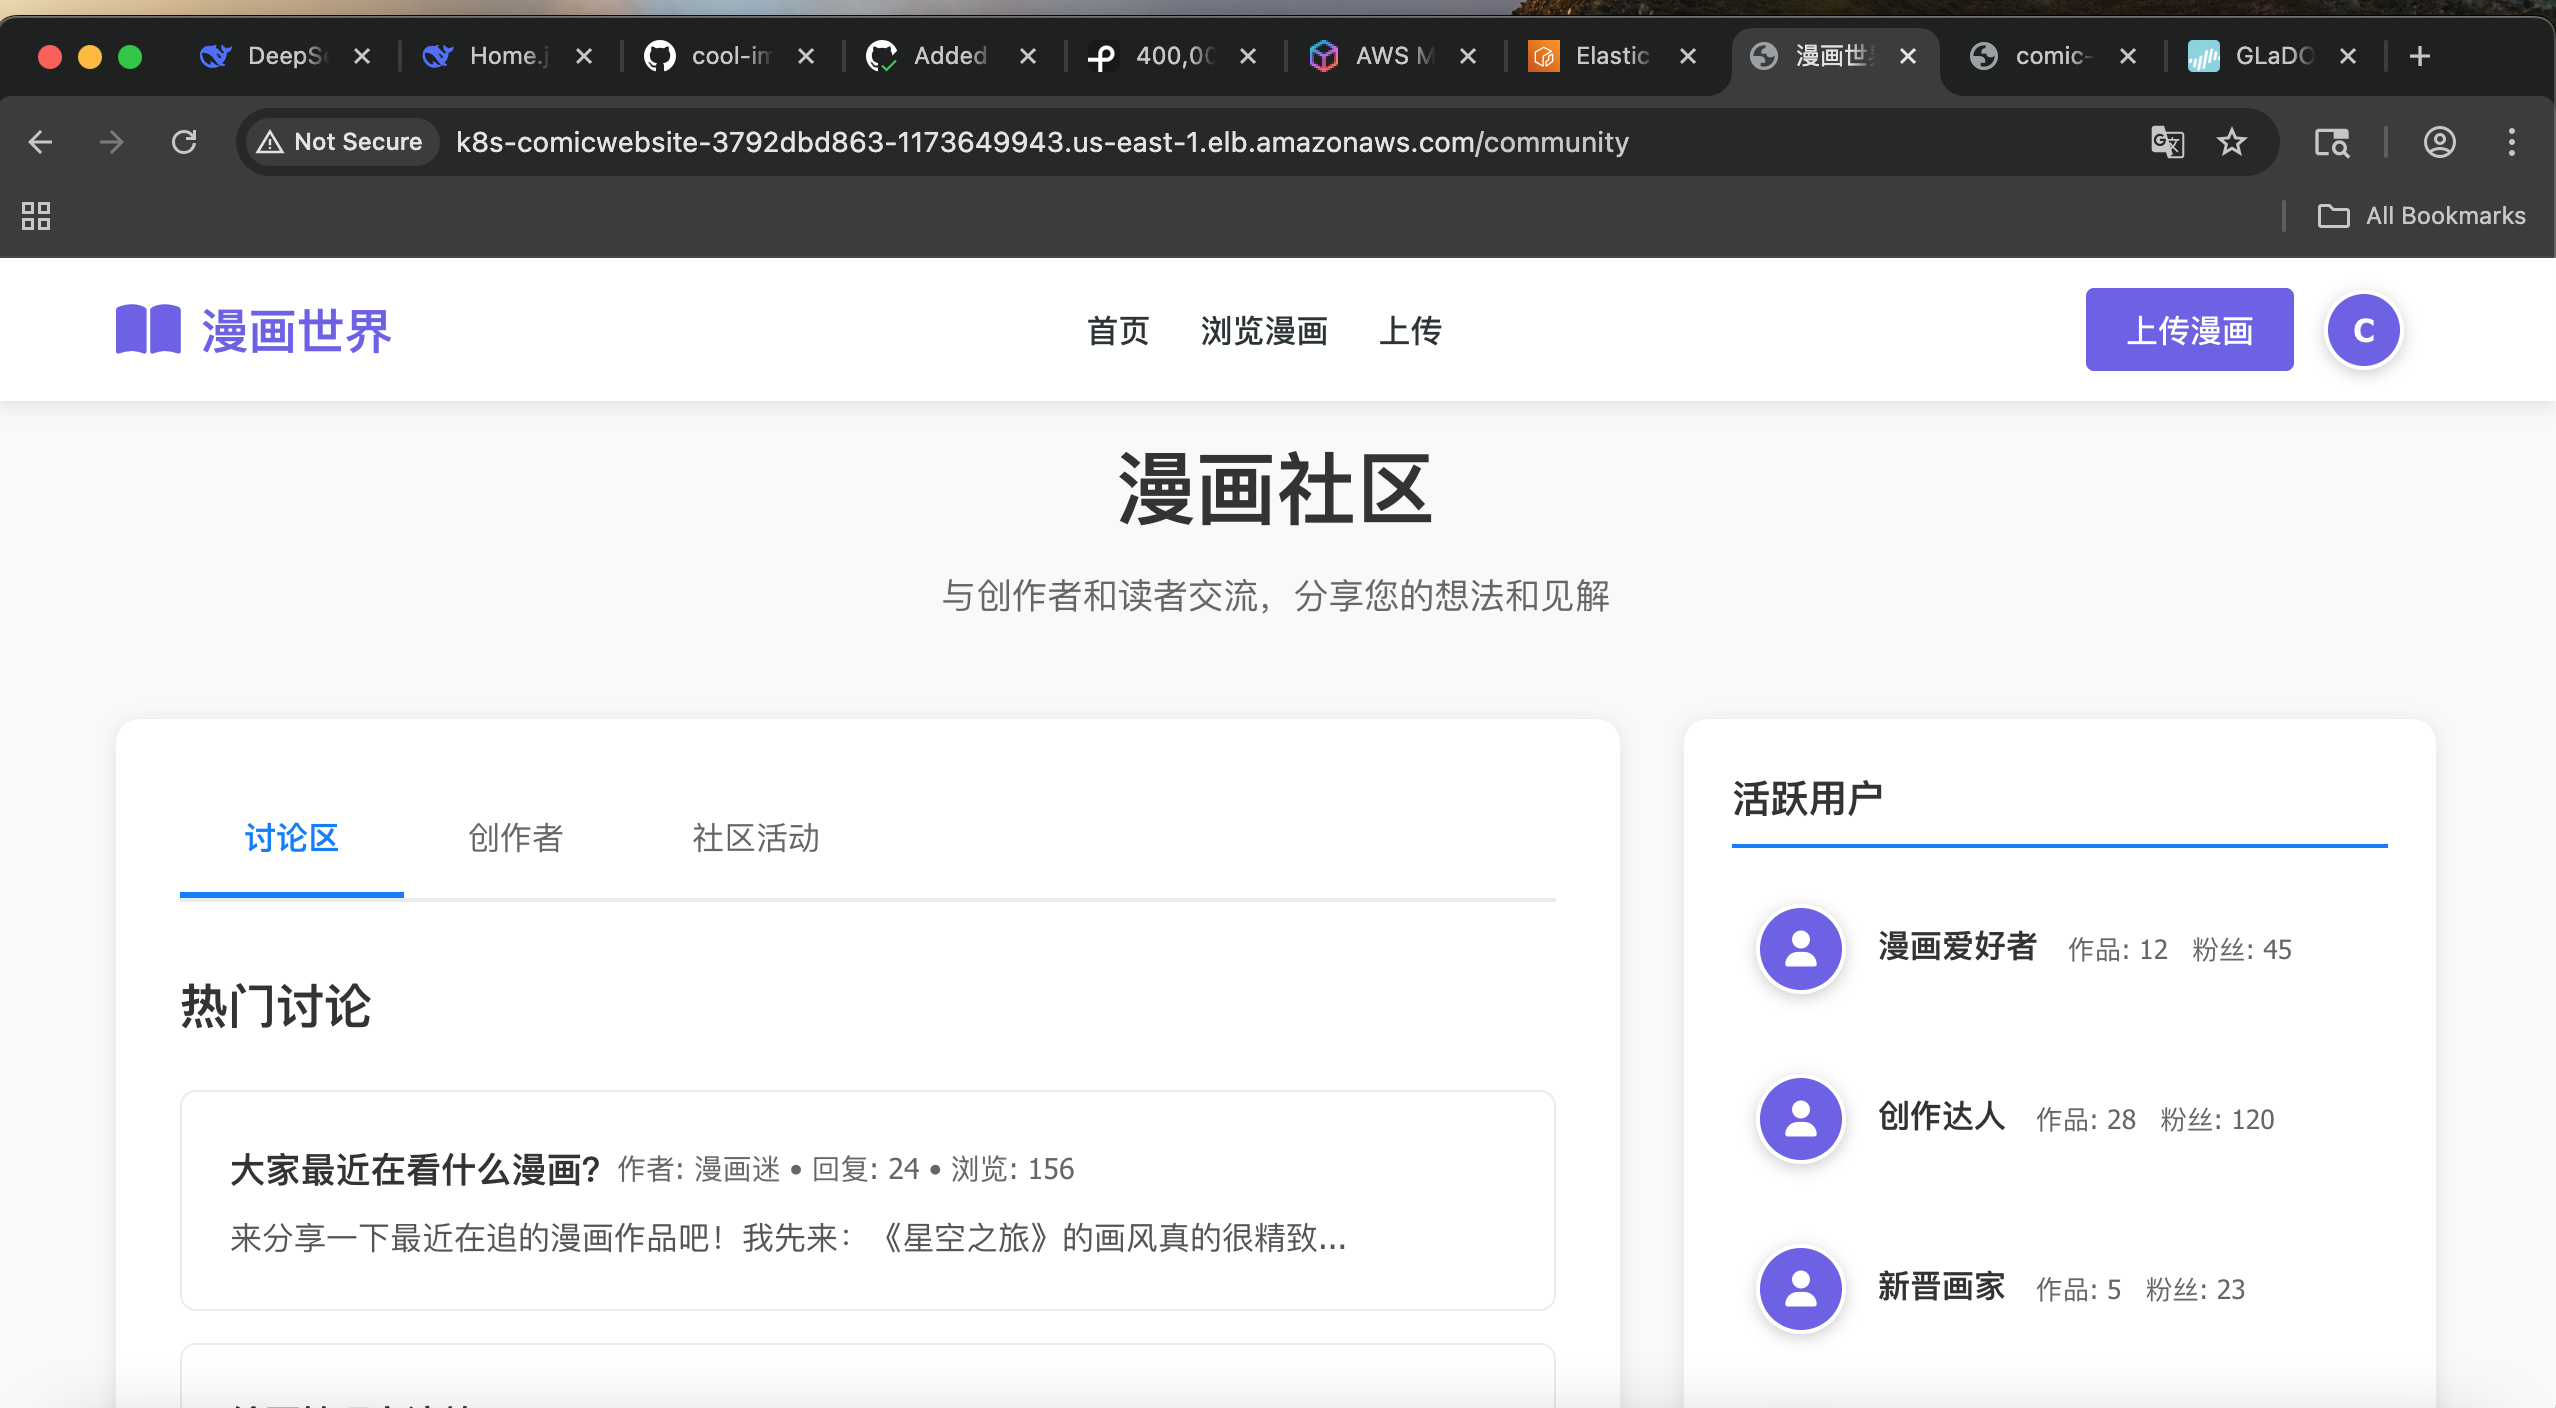 DeepSe
Home.j
cool-im
Added
400,00
AWS M
Elastic
漫画世界
comic-
GLaDO
Not Secure
k8s-comicwebsite-3792dbd863-1173649943.us-east-1.elb.amazonaws.com/community
All Bookmarks
漫画世界
首页 浏览漫画 上传
上传漫画
C
漫画社区
与创作者和读者交流，分享您的想法和见解
讨论区 创作者 社区活动
热门讨论
大家最近在看什么漫画？ 作者: 漫画迷 • 回复: 24 • 浏览: 156
来分享一下最近在追的漫画作品吧！我先来：《星空之旅》的画风真的很精致...
活跃用户
漫画爱好者 作品: 12 粉丝: 45
创作达人 作品: 28 粉丝: 120
新晋画家 作品: 5 粉丝: 23